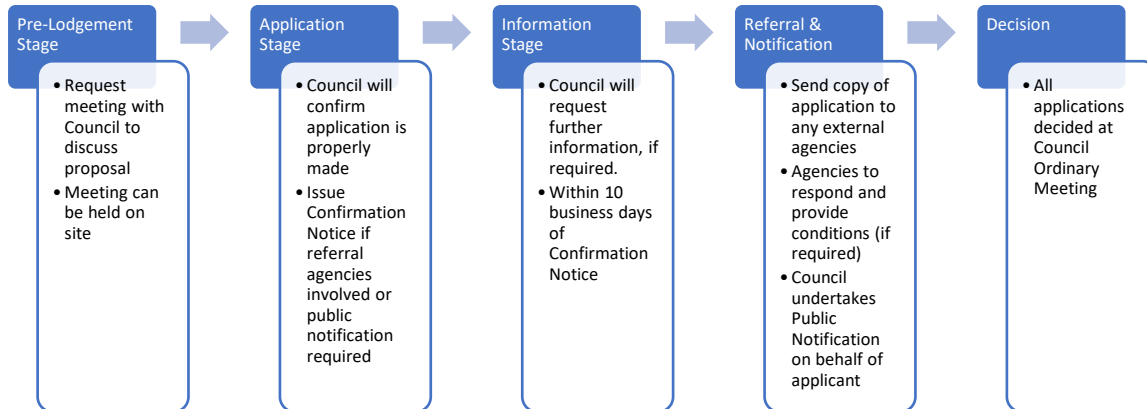 Pre-Lodgement
Stage
• Request
meeting with
Council to
discuss
proposal
• Meeting can
be held on
site
Application
Stage
• Council will
confirm
application is
properly
made
• Issue
Confirmation
Notice if
referral
agencies
involved or
public
notification
required
Information
Stage
• Council will
request
further
information, if
required.
• Within 10
business days
of
Confirmation
Notice
Referral &
Notification
• Send copy of
application to
any external
agencies
• Agencies to
respond and
provide
conditions (if
required)
• Council
undertakes
Public
Notification
on behalf of
applicant
Decision
• All
applications
decided at
Council
Ordinary
Meeting